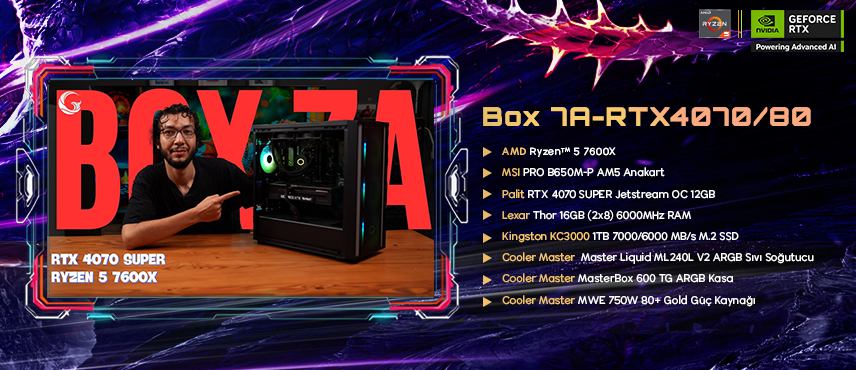 AMD
RYZEN
5
NVIDIA
GEFORCE
RTX
Powering Advanced AI
BOX 7A
RTX 4070 SUPER
RYZEN 5 7600X
Box 7A-RTX4070/80
AMD Ryzen™ 5 7600X
MSI PRO B650M-P AM5 Anakart
Palit RTX 4070 SUPER Jetstream OC 12GB
Lexar Thor 16GB (2x8) 6000MHz RAM
Kingston KC3000 1TB 7000/6000 MB/s M.2 SSD
Cooler Master Master Liquid ML240L V2 ARGB Sıvı Soğutucu
Cooler Master MasterBox 600 TG ARGB Kasa
Cooler Master MWE 750W 80+ Gold Güç Kaynağı